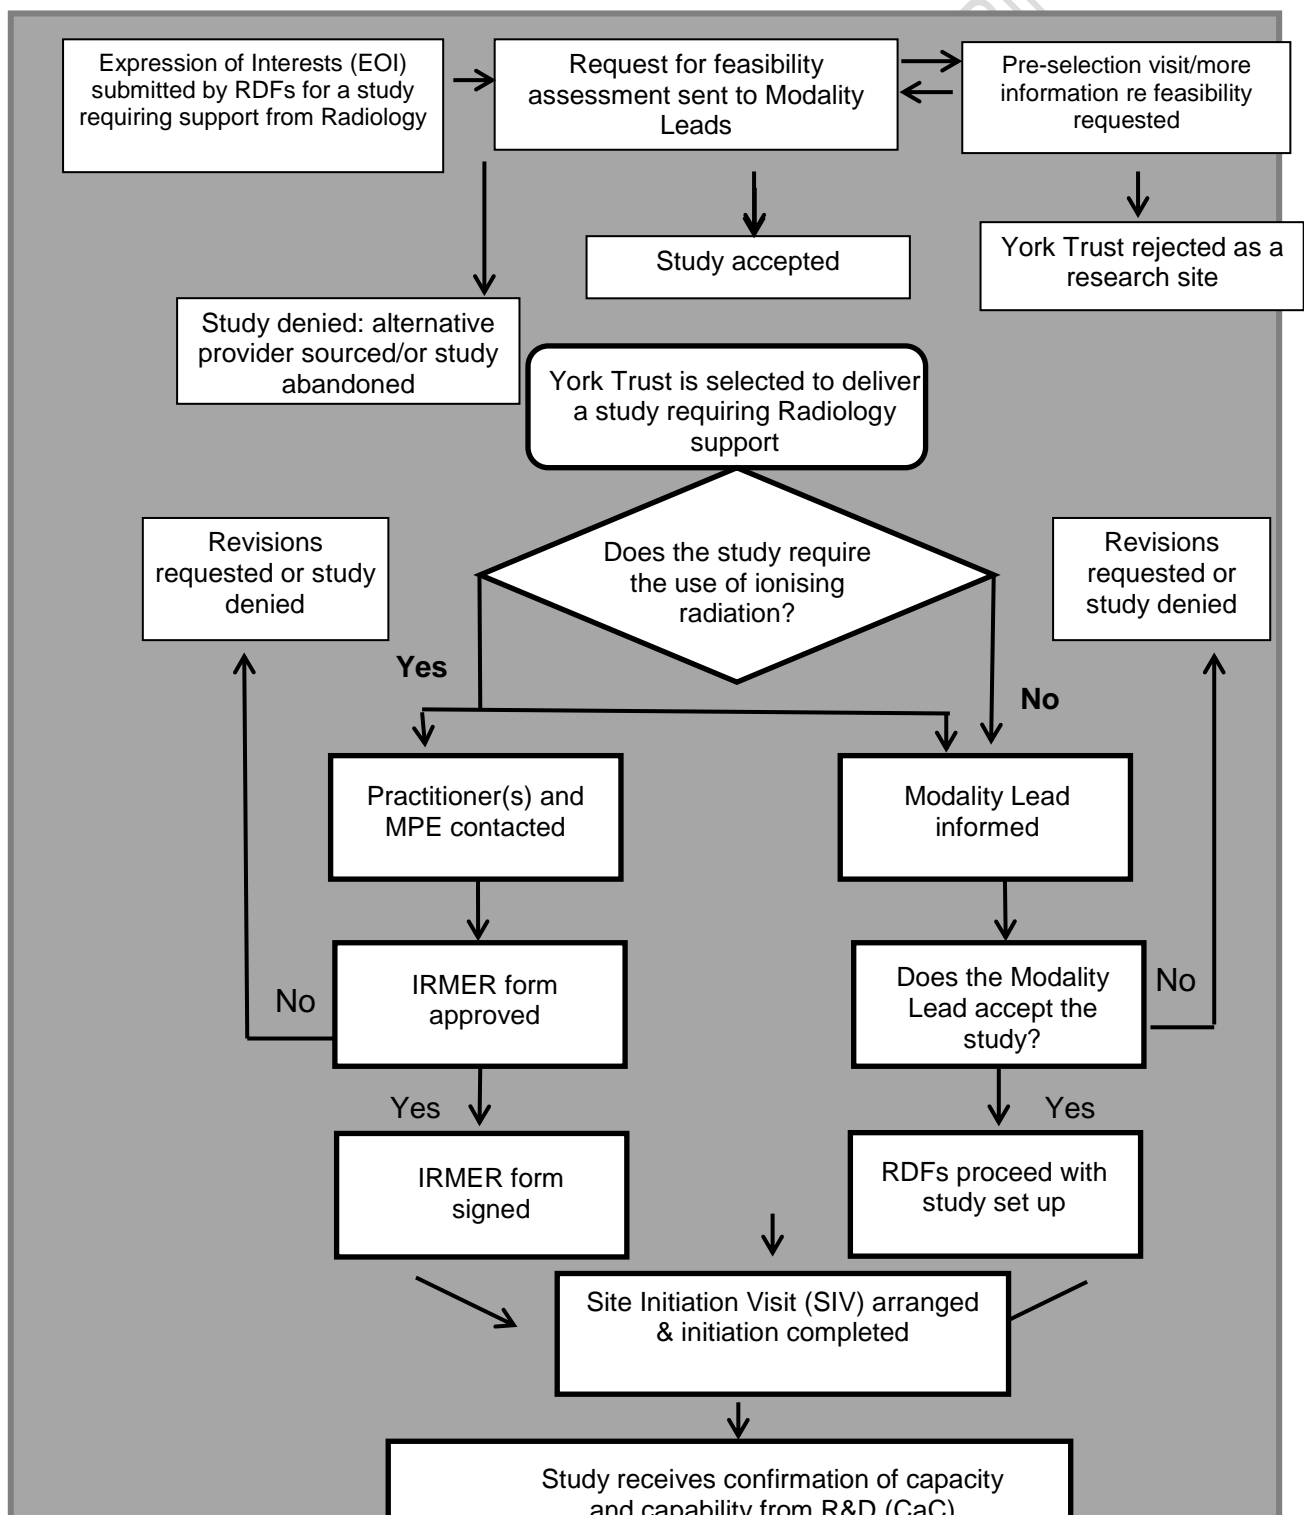 Expression of Interests (EOI)
submitted by RDFs for a study
requiring support from Radiology
Request for feasibility
assessment sent to Modality
Leads
Pre-selection visit/more
information re feasibility
requested
Study accepted
York Trust rejected as a
research site
Study denied: alternative
provider sourced/or study
abandoned
York Trust is selected to deliver
a study requiring Radiology
support
Revisions
requested or study
denied
Does the study require
the use of ionising
radiation?
Revisions
requested or
study denied
Yes
No
Practitioner(s) and
MPE contacted
Modality Lead
informed
No
IRMER form
approved
Does the Modality
Lead accept the
study?
No
Yes
Yes
IRMER form
signed
RDFs proceed with
study set up
Site Initiation Visit (SIV) arranged
& initiation completed
Study receives confirmation of capacity
and capability from R&D (CaC)